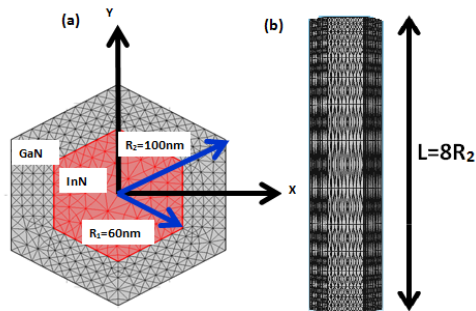 (a)
Y
(b)
GaN
R₂=100nm
InN
X
R₁=60nm
L=8R₂